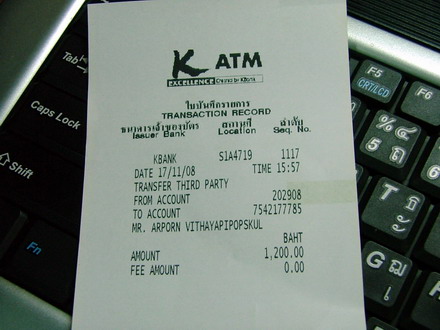 K ATM
EXCELLENCE Created by KBank
ใบบันทึกรายการ
TRANSACTION RECORD
ธนาคารเจ้าของบัตร สถานที่ ลำดับ
Issuer Bank Location Seq. No.
KBANK S1A4719 1117
DATE 17/11/08 TIME 15:57
TRANSFER THIRD PARTY
FROM ACCOUNT 202908
TO ACCOUNT 7542177785
MR. ARPORN VITHAYAPIPOPSKUL
BAHT
AMOUNT 1,200.00
FEE AMOUNT 0.00
Tab
Caps Lock
Shift
Fn
F5
CRT/LCD
F6
%
5
๕
ถ
R
T
F
G